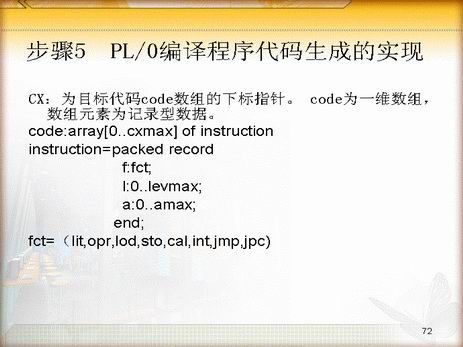 步骤5 PL/0编译程序代码生成的实现
CX：为目标代码code数组的下标指针。 code为一维数组，
数组元素为记录型数据。
code:array[0..cxmax] of instruction
instruction=packed record
f:fct;
l:0..levmax;
a:0..amax;
end;
fct=（lit,opr,lod,sto,cal,int,jmp,jpc)
72